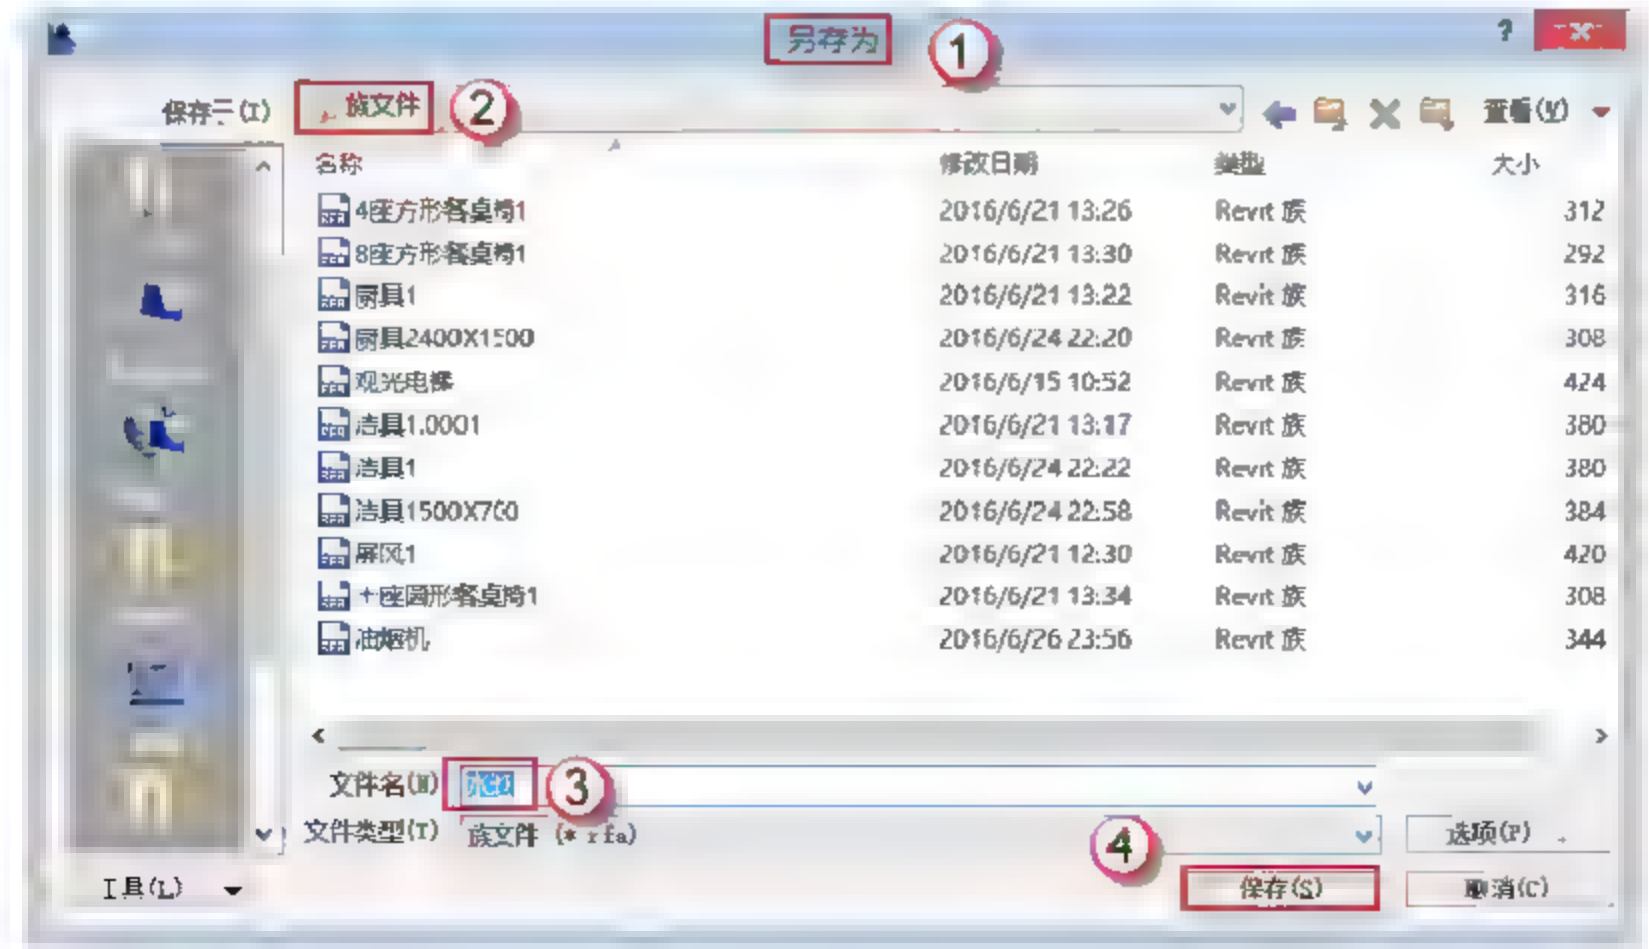 另存为 1 ?
保存于(I) 族文件 2 查看(V)
名称 修改日期 类型 大小
4座方形餐桌椅1 2016/6/21 13:26 Revit 族 312
8座方形餐桌椅1 2016/6/21 13:30 Revit 族 292
厨具1 2016/6/21 13:22 Revit 族 316
厨具2400X1500 2016/6/24 22:20 Revit 族 308
观光电梯 2016/6/15 10:52 Revit 族 424
洁具1.0001 2016/6/21 13:17 Revit 族 380
洁具1 2016/6/24 22:22 Revit 族 380
洁具1500X700 2016/6/24 22:58 Revit 族 384
屏风1 2016/6/21 12:30 Revit 族 420
十座圆形餐桌椅1 2016/6/21 13:34 Revit 族 308
油烟机 2016/6/26 23:56 Revit 族 344
文件名(N) 3
文件类型(T) 族文件 (*.rfa) 4 选项(P)
工具(L) 保存(S) 取消(C)